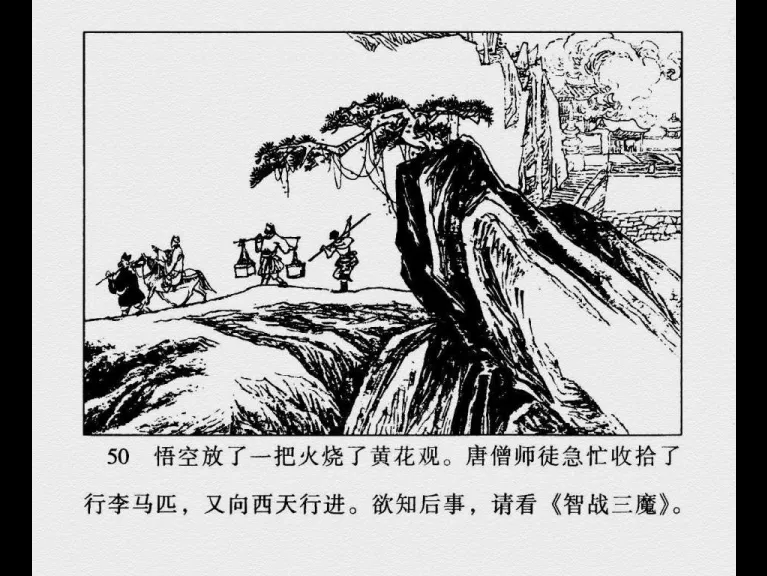 50 悟空放了一把火烧了黄花观。唐僧师徒急忙收拾了
行李马匹，又向西天行进。欲知后事，请看《智战三魔》。